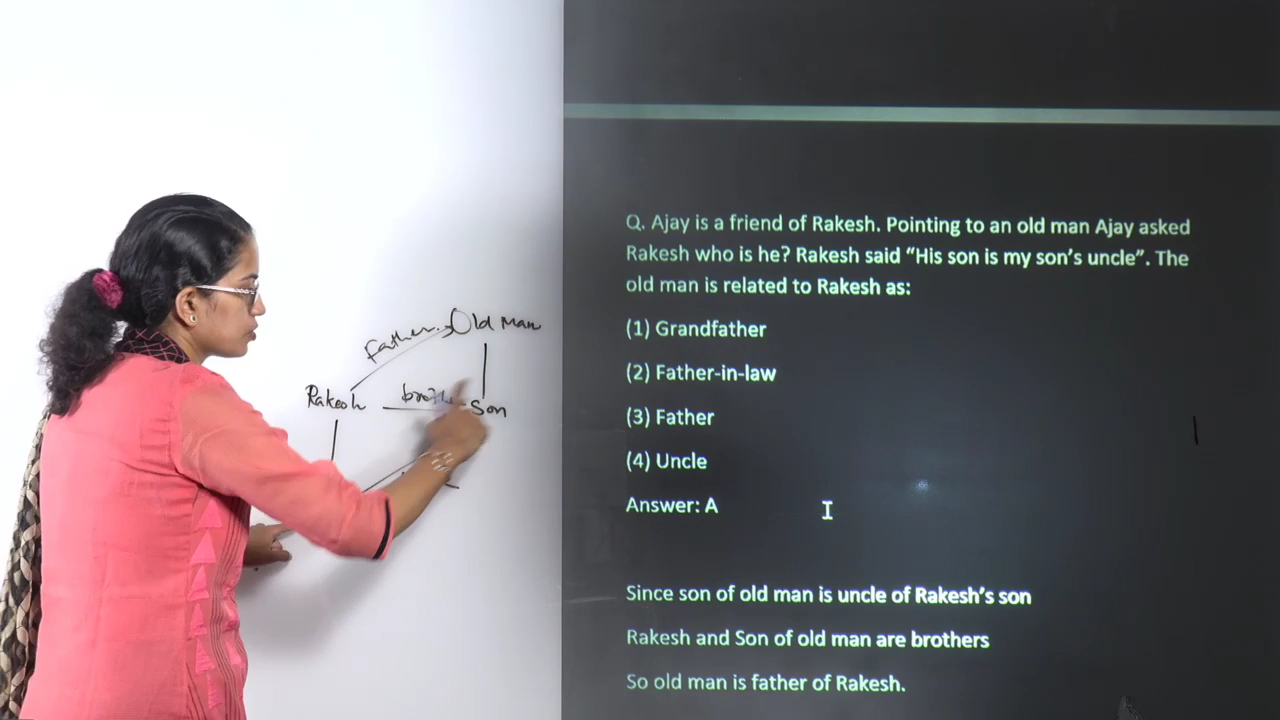 Father
Old Man
Rakesh
brother
Son
Q. Ajay is a friend of Rakesh. Pointing to an old man Ajay asked
Rakesh who is he? Rakesh said “His son is my son’s uncle”. The
old man is related to Rakesh as:
(1) Grandfather
(2) Father-in-law
(3) Father
(4) Uncle
Answer: A
Since son of old man is uncle of Rakesh’s son
Rakesh and Son of old man are brothers
So old man is father of Rakesh.